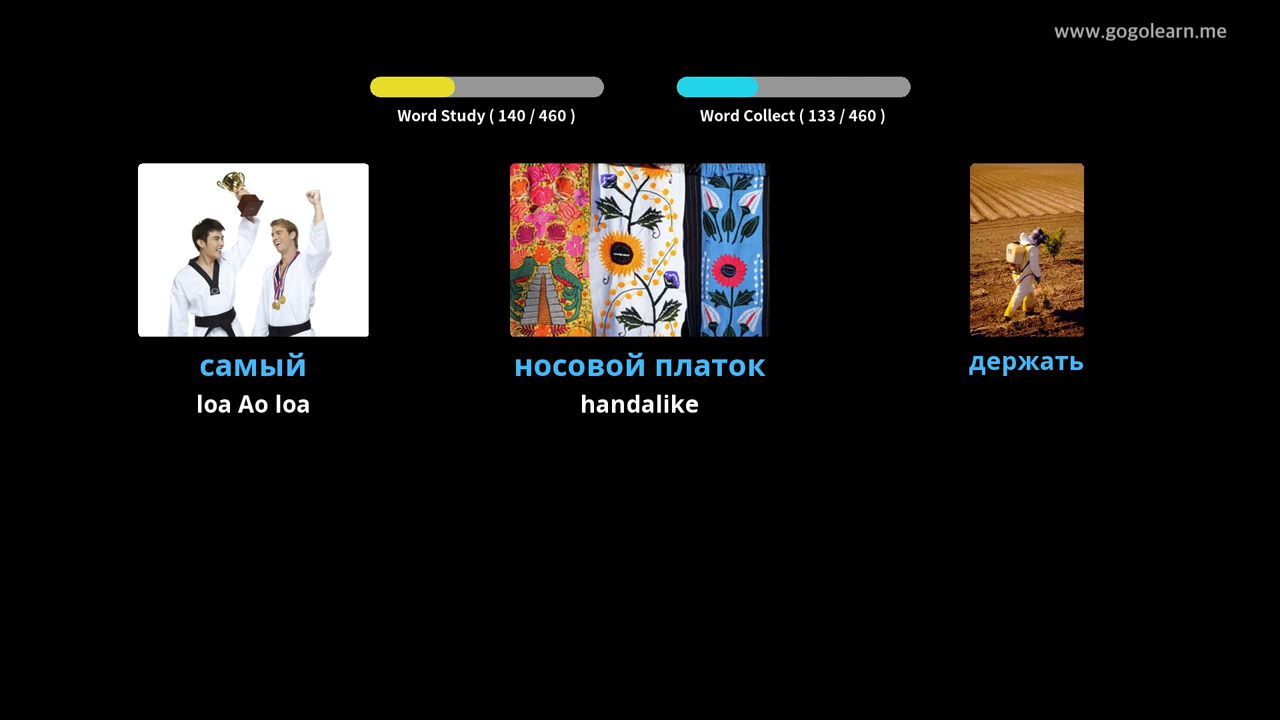 www.gogolearn.me
Word Study ( 140 / 460 )
Word Collect ( 133 / 460 )
самый
носовой платок
держать
loa Ao loa
handalike